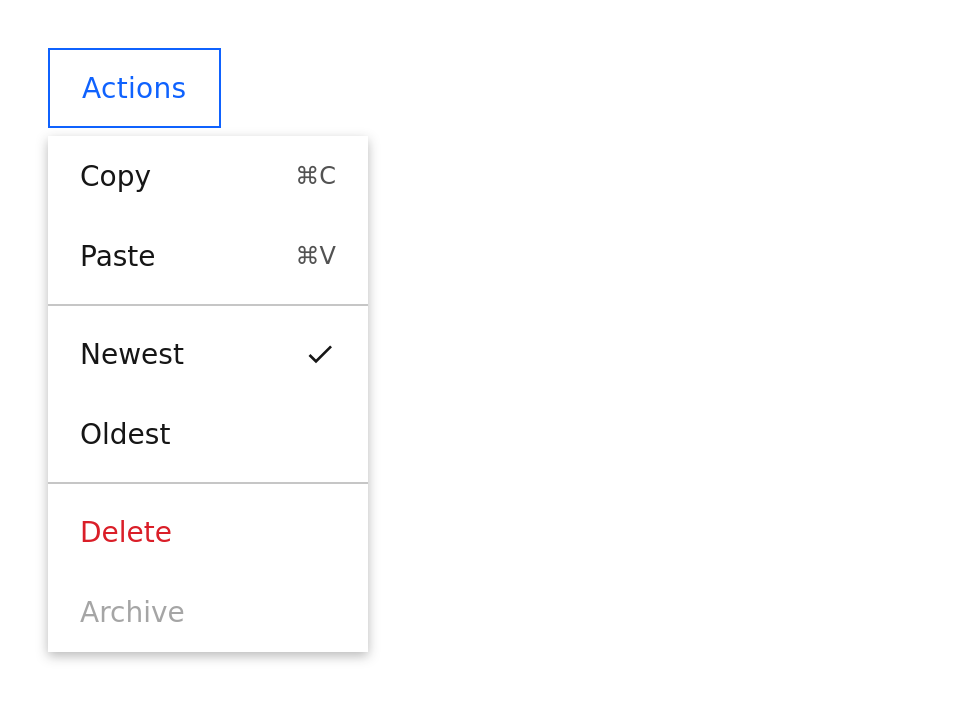 Actions
Copy ⌘C
Paste ⌘V
Newest
Oldest
Delete
Archive